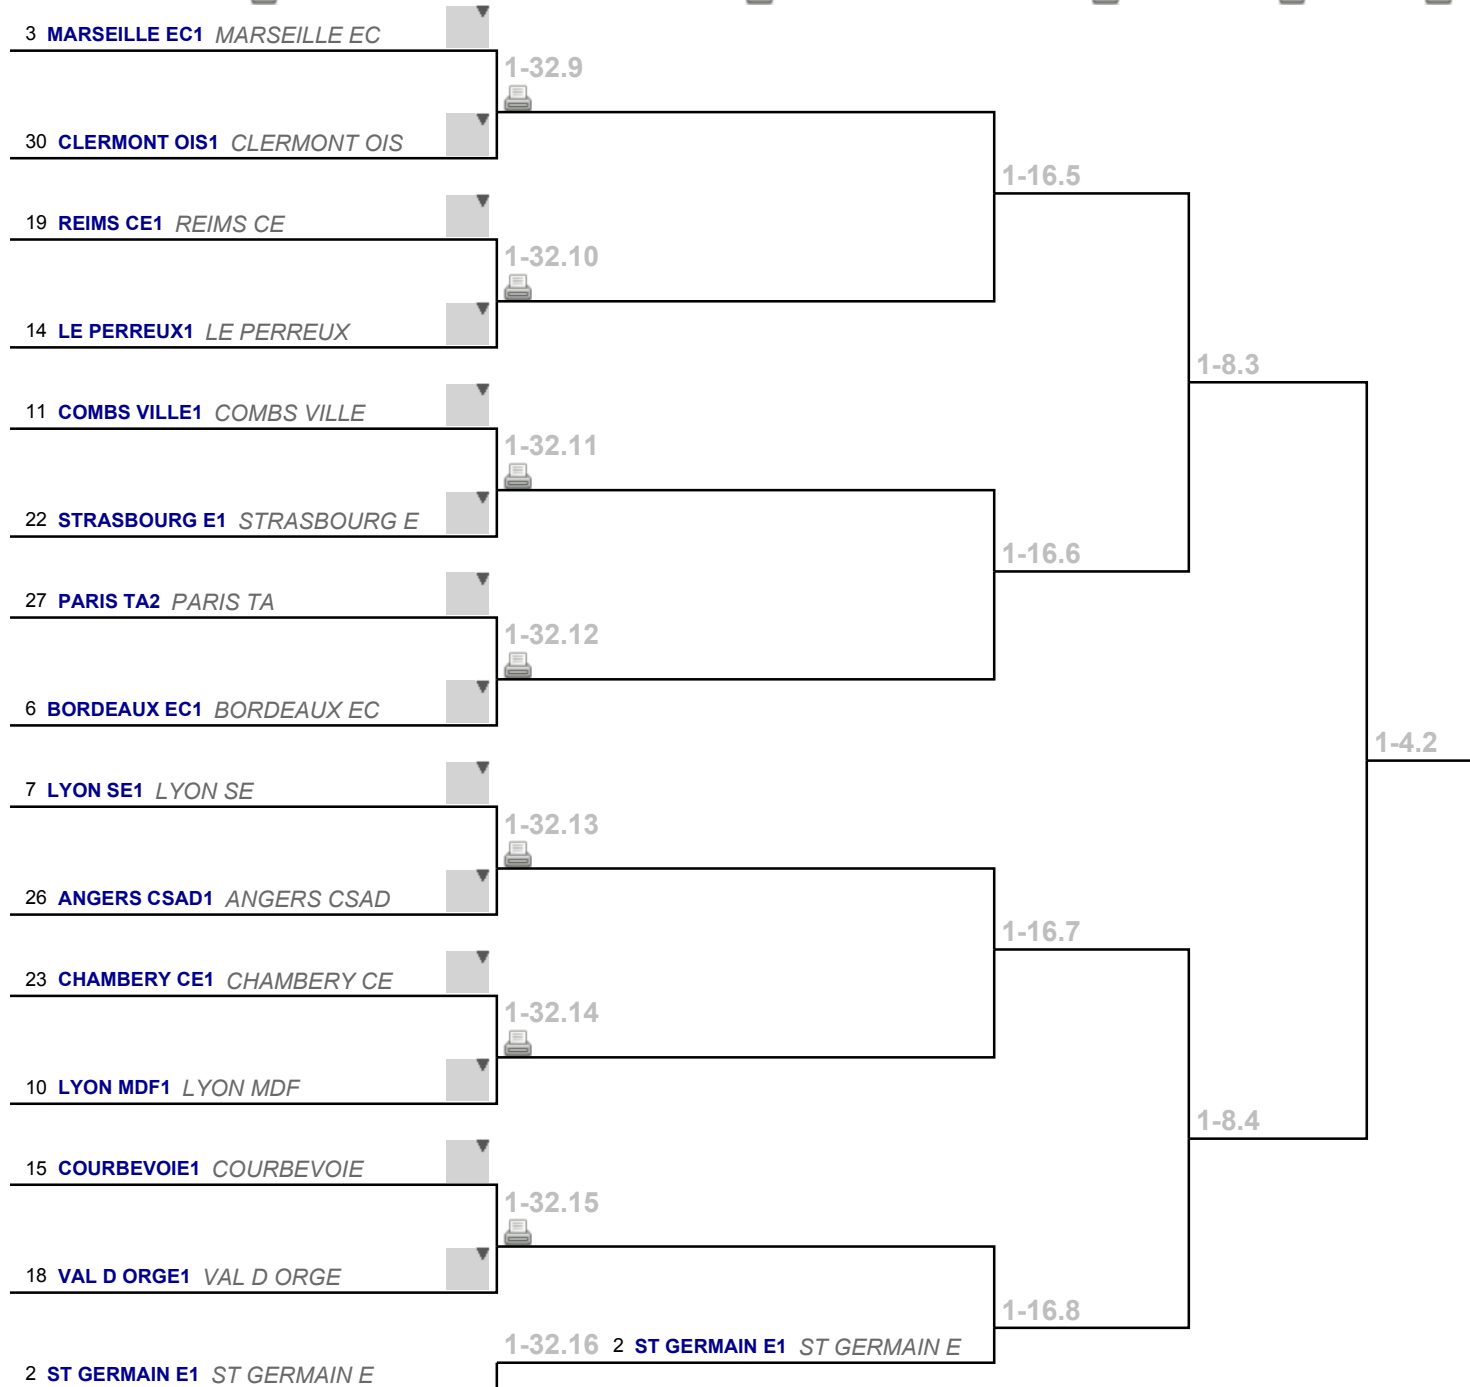 3 MARSEILLE EC1 MARSEILLE EC
1-32.9
30 CLERMONT OIS1 CLERMONT OIS
1-16.5
19 REIMS CE1 REIMS CE
1-32.10
14 LE PERREUX1 LE PERREUX
1-8.3
11 COMBS VILLE1 COMBS VILLE
1-32.11
22 STRASBOURG E1 STRASBOURG E
1-16.6
27 PARIS TA2 PARIS TA
1-32.12
6 BORDEAUX EC1 BORDEAUX EC
1-4.2
7 LYON SE1 LYON SE
1-32.13
26 ANGERS CSAD1 ANGERS CSAD
1-16.7
23 CHAMBERY CE1 CHAMBERY CE
1-32.14
10 LYON MDF1 LYON MDF
1-8.4
15 COURBEVOIE1 COURBEVOIE
1-32.15
18 VAL D ORGE1 VAL D ORGE
1-16.8
1-32.16 2 ST GERMAIN E1 ST GERMAIN E
2 ST GERMAIN E1 ST GERMAIN E